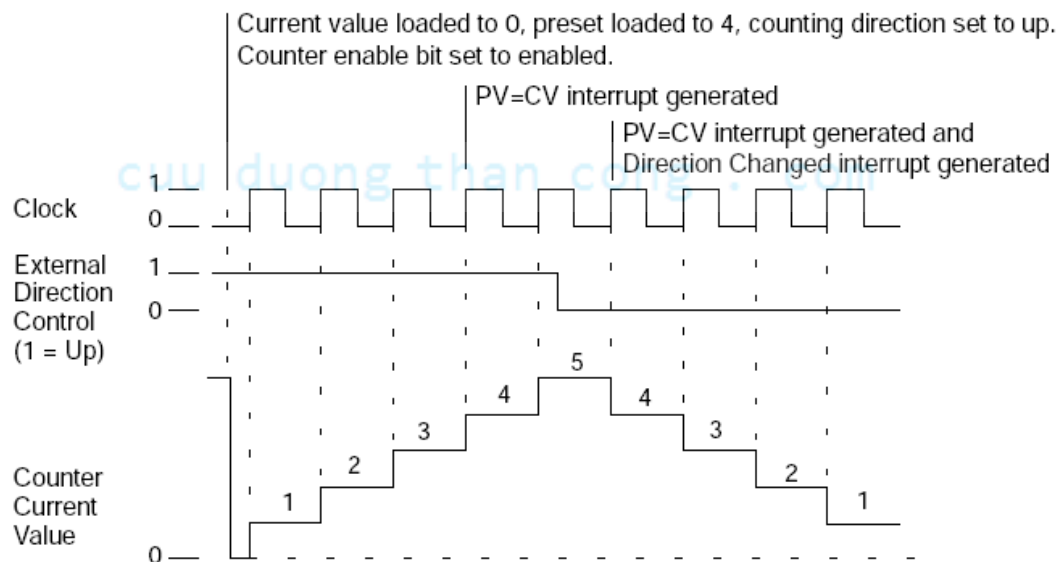 Current value loaded to 0, preset loaded to 4, counting direction set to up.
Counter enable bit set to enabled.
PV=CV interrupt generated
PV=CV interrupt generated and
Direction Changed interrupt generated
cuu duong than cong . com
Clock
1
0
External
Direction
Control
(1 = Up)
1
0
Counter
Current
Value
0
1
2
3
4
5
4
3
2
1